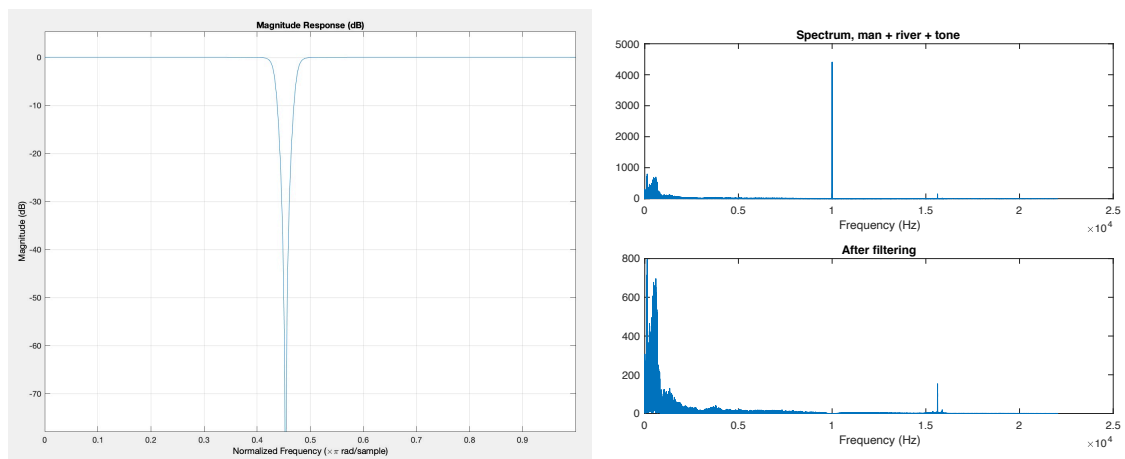 Magnitude Response (dB)
0
-10
-20
-30
-40
-50
-60
-70
Magnitude (dB)
0 0.1 0.2 0.3 0.4 0.5 0.6 0.7 0.8 0.9
Normalized Frequency (×π rad/sample)
Spectrum, man + river + tone
5000
4000
3000
2000
1000
0
0 0.5 1 1.5 2 2.5
Frequency (Hz)
×10⁴
After filtering
800
600
400
200
0
0 0.5 1 1.5 2 2.5
Frequency (Hz)
×10⁴